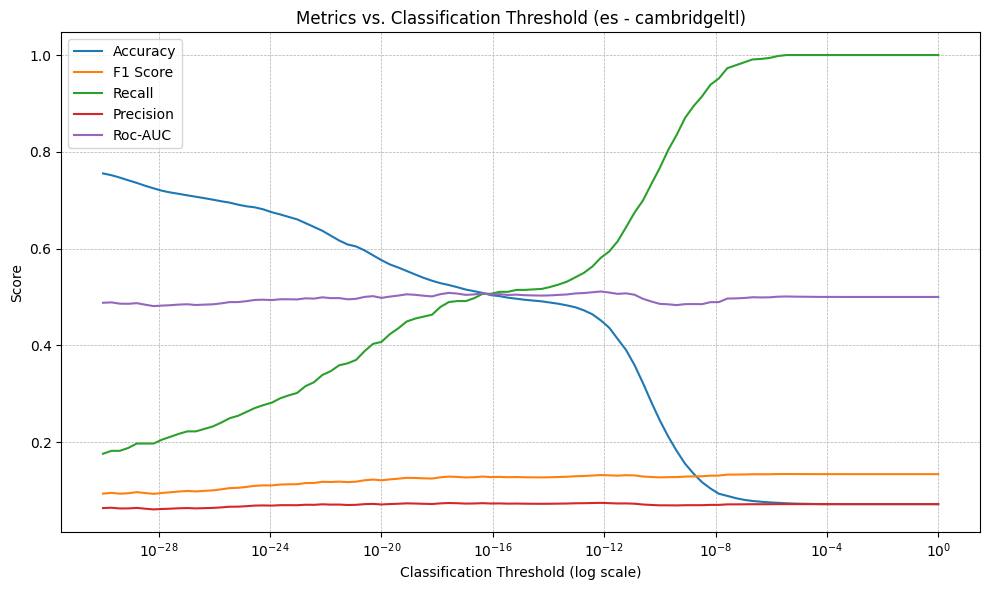 Metrics vs. Classification Threshold (es - cambridgeltl)
Accuracy
F1 Score
Recall
Precision
Roc-AUC
Score
1.0
0.8
0.6
0.4
0.2
10⁻²⁸ 10⁻²⁴ 10⁻²⁰ 10⁻¹⁶ 10⁻¹² 10⁻⁸ 10⁻⁴ 10⁰
Classification Threshold (log scale)